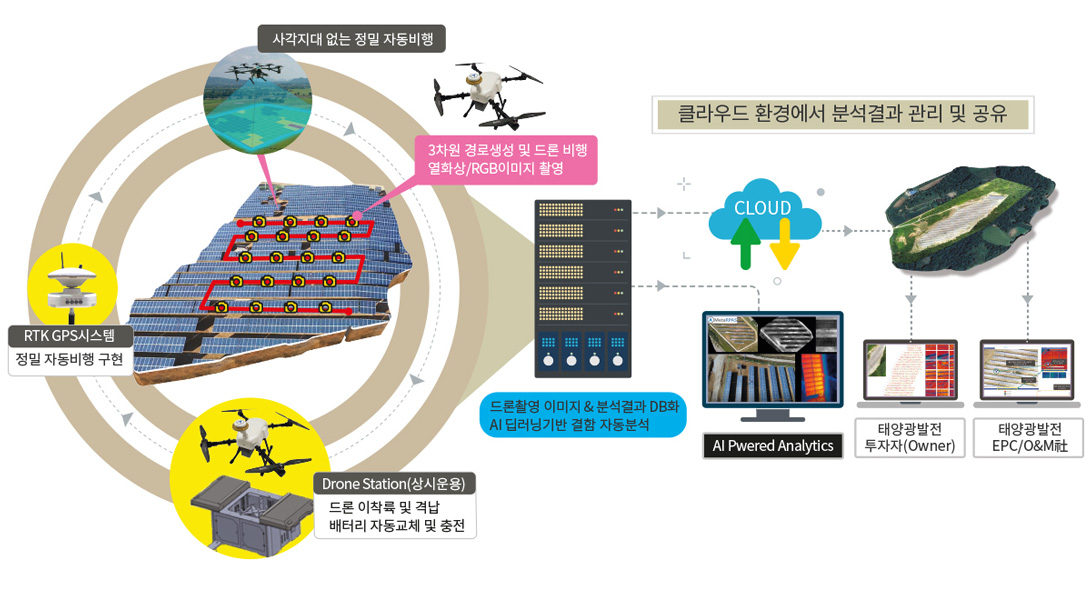 사각지대 없는 정밀 자동비행
3차원 경로생성 및 드론 비행
열화상/RGB이미지 촬영
RTK GPS시스템
정밀 자동비행 구현
Drone Station(상시운용)
드론 이착륙 및 격납
배터리 자동교체 및 충전
드론촬영 이미지 & 분석결과 DB화
AI 딥러닝기반 결함 자동분석
클라우드 환경에서 분석결과 관리 및 공유
CLOUD
AI Pwered Analytics
태양광발전
투자자(Owner)
태양광발전
EPC/O&M社